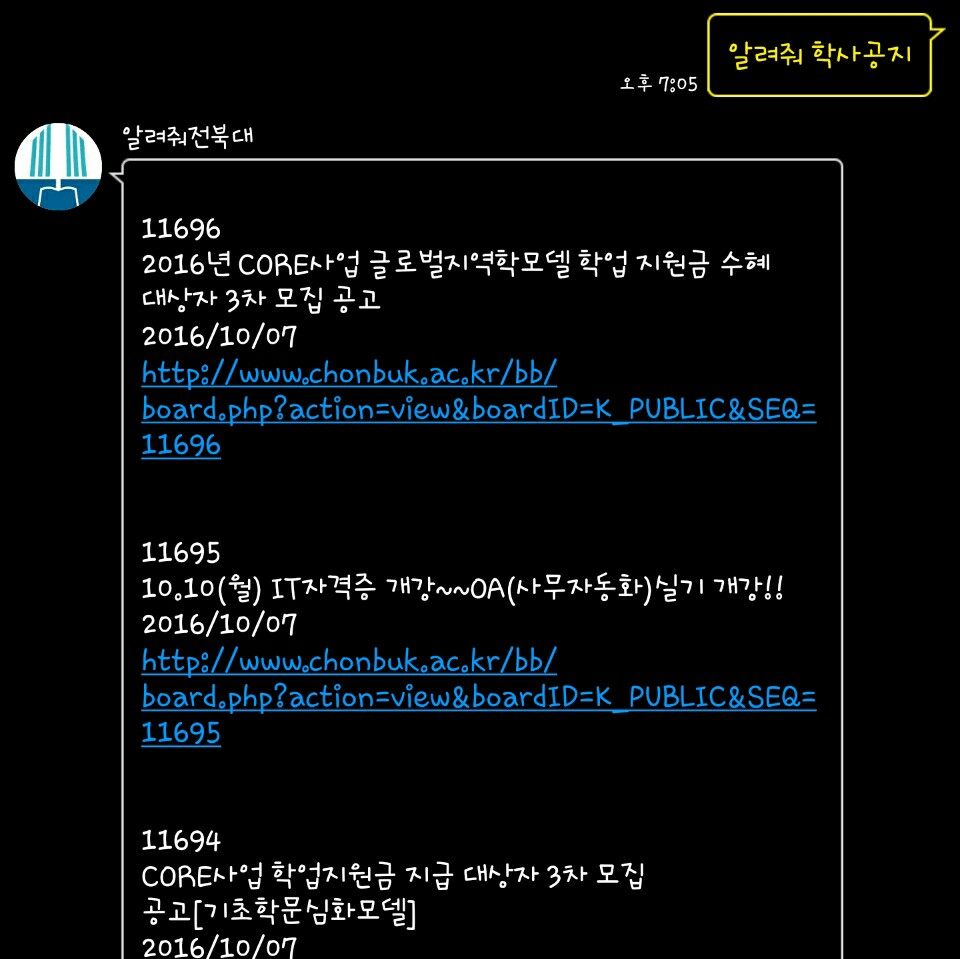 알려줘 학사공지
오후 7:05
알려줘전북대
11696
2016년 CORE사업 글로벌지역학모델 학업 지원금 수혜
대상자 3차 모집 공고
2016/10/07
http://www.chonbuk.ac.kr/bb/
board.php?action=view&boardID=K_PUBLIC&SEQ=
11696
11695
10.10(월) IT자격증 개강~~OA(사무자동화)실기 개강!!
2016/10/07
http://www.chonbuk.ac.kr/bb/
board.php?action=view&boardID=K_PUBLIC&SEQ=
11695
11694
CORE사업 학업지원금 지급 대상자 3차 모집
공고[기초학문심화모델]
2016/10/07